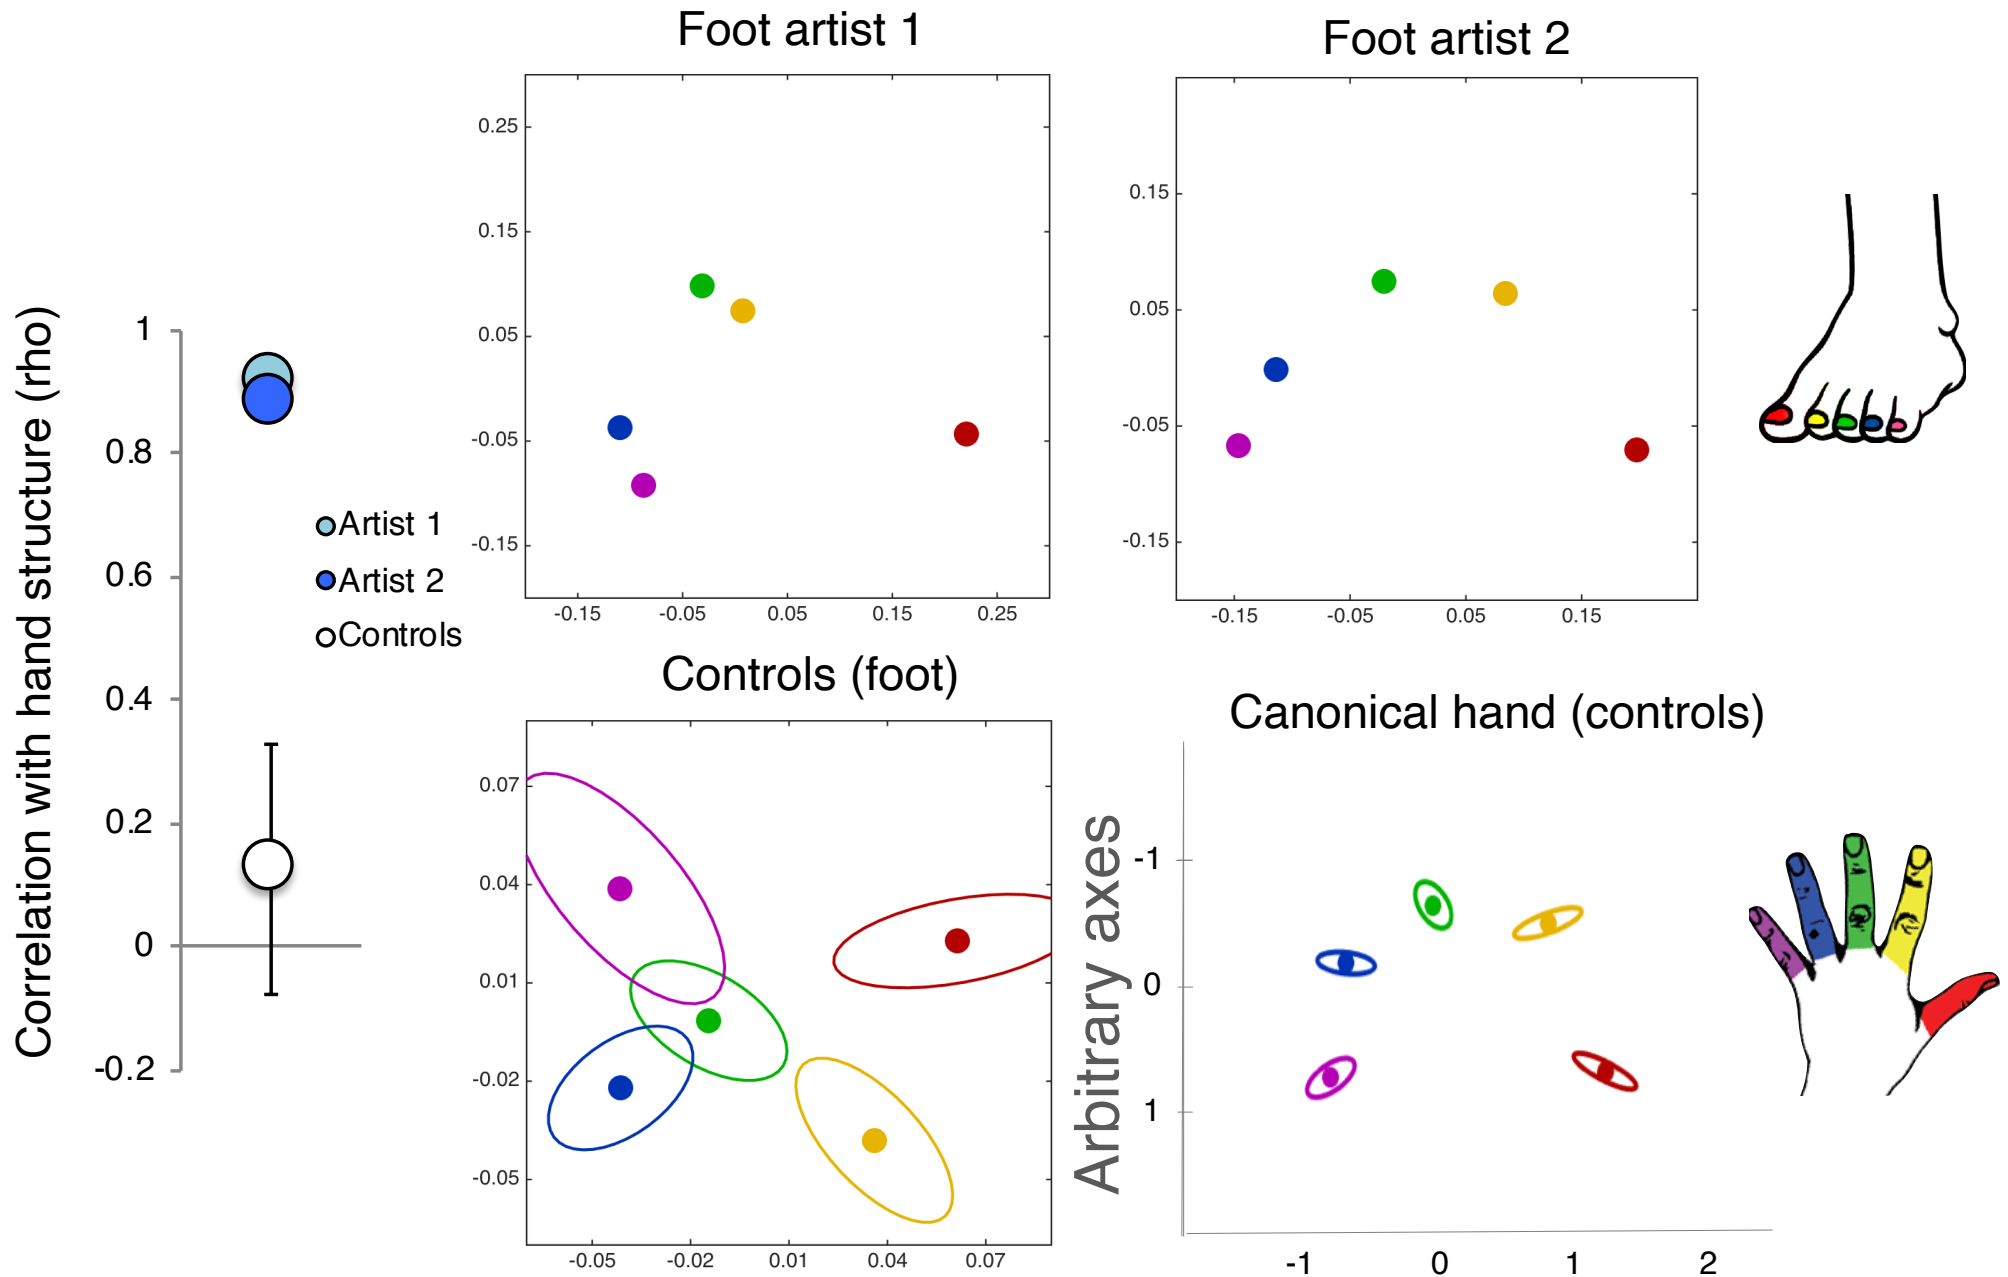 Foot artist 1
Foot artist 2
Correlation with hand structure (rho)
1
0.8
0.6
0.4
0.2
0
-0.2
Artist 1
Artist 2
Controls
0.25
0.15
0.05
-0.05
-0.15
-0.15 -0.05 0.05 0.15 0.25
0.15
0.05
-0.05
-0.15
-0.15 -0.05 0.05 0.15
Controls (foot)
0.07
0.04
0.01
-0.02
-0.05
-0.05 -0.02 0.01 0.04 0.07
Canonical hand (controls)
Arbitrary axes
-1
0
1
-1 0 1 2